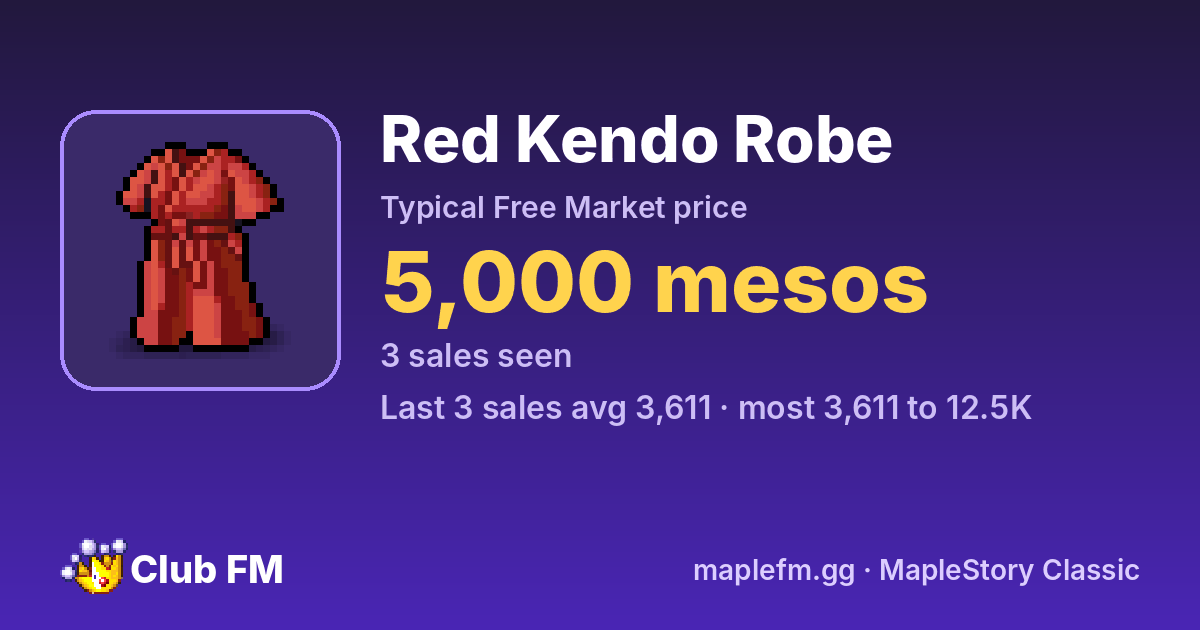 Red Kendo Robe
Typical Free Market price
5,000 mesos
3 sales seen
Last 3 sales avg 3,611 · most 3,611 to 12.5K
Club FM
maplefm.gg · MapleStory Classic